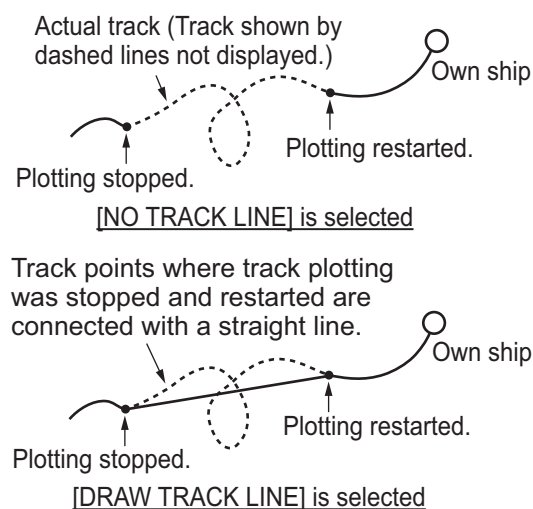 Actual track (Track shown by
dashed lines not displayed.)
Own ship
Plotting restarted.
Plotting stopped.
[NO TRACK LINE] is selected
Track points where track plotting
was stopped and restarted are
connected with a straight line.
Own ship
Plotting restarted.
Plotting stopped.
[DRAW TRACK LINE] is selected